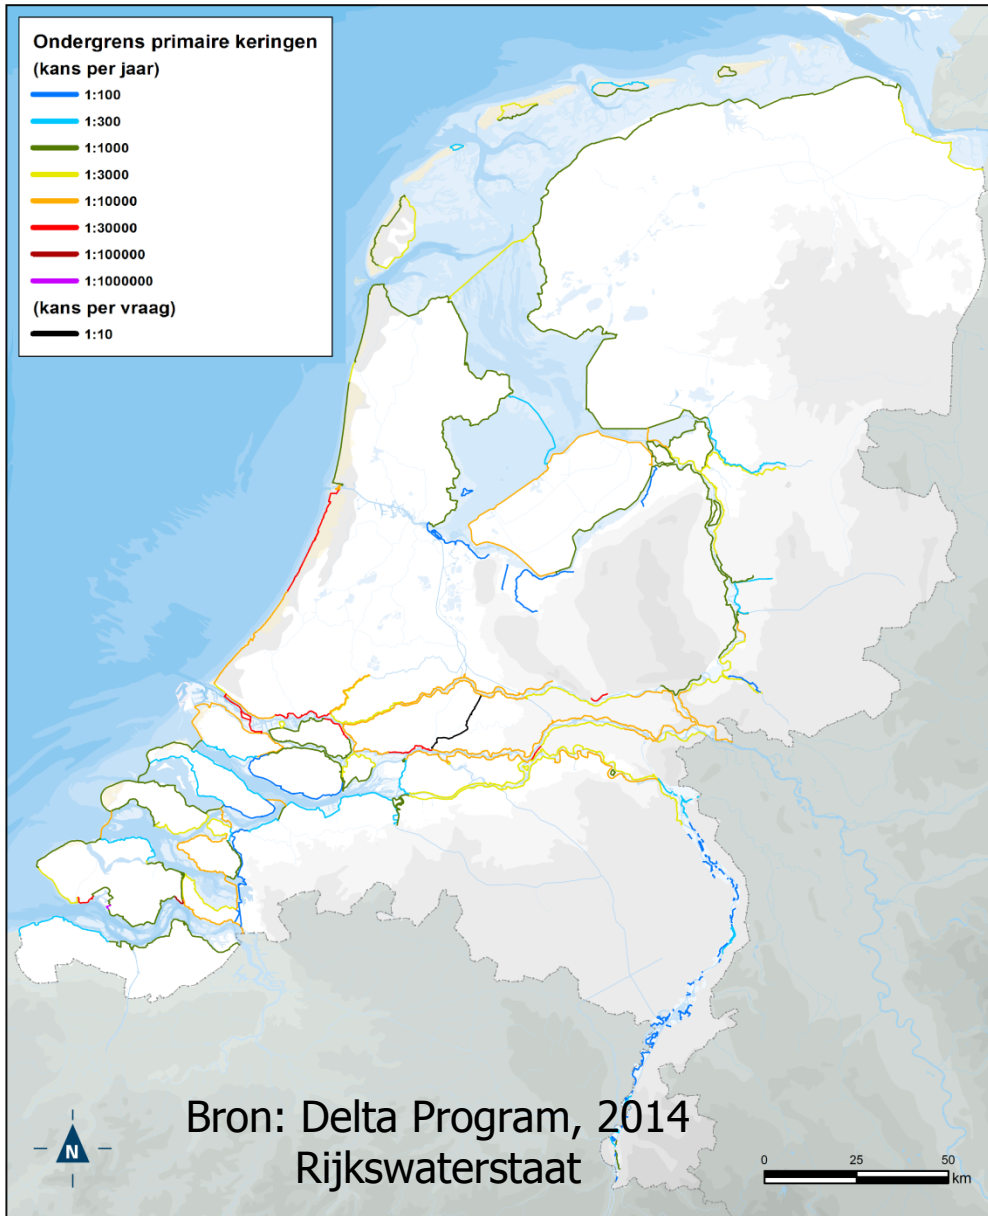 Ondergrens primaire keringen
(kans per jaar)
1:100
1:300
1:1000
1:3000
1:10000
1:30000
1:100000
1:1000000
(kans per vraag)
1:10
Bron: Delta Program, 2014
Rijkswaterstaat
N
0 25 50
km